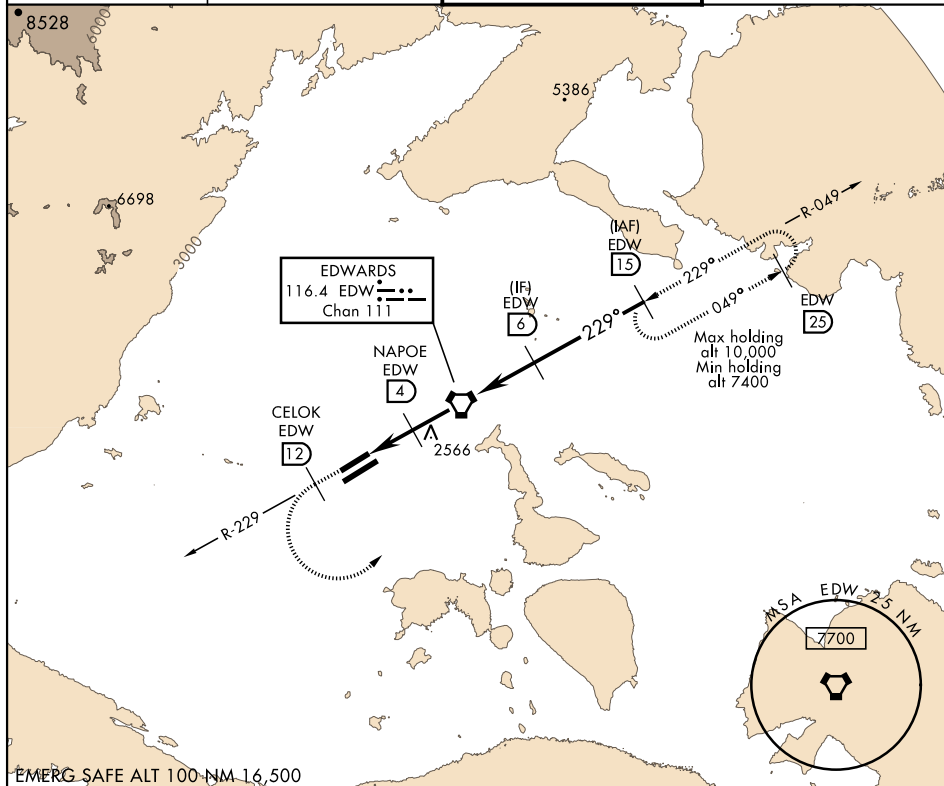 8528
6000
5386
6698
3000
R-049
(IAF)
EDW
15
229°
049°
EDW
25
EDWARDS
116.4 EDW
Chan 111
(IF)
EDW
6
229°
Max holding
alt 10,000
Min holding
alt 7400
NAPOE
EDW
4
CELOK
EDW
12
2566
R-229
MSA EDW 25 NM
7700
EMERG SAFE ALT 100 NM 16,500